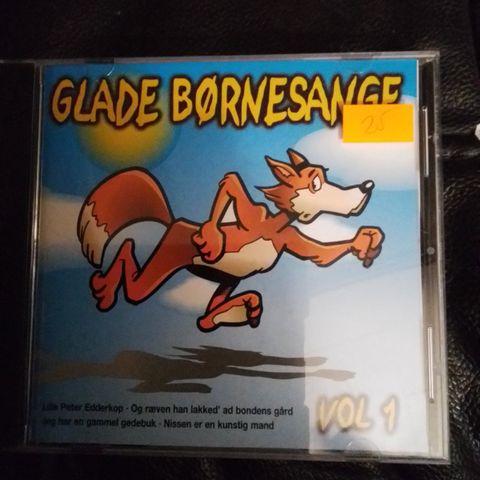 GLADE BØRNESANGE
25
Lille Peter Edderkop - Og ræven han lakked' ad bondens gård
Jeg har en gammel gedebuk - Nissen er en kunstig mand
VOL 1